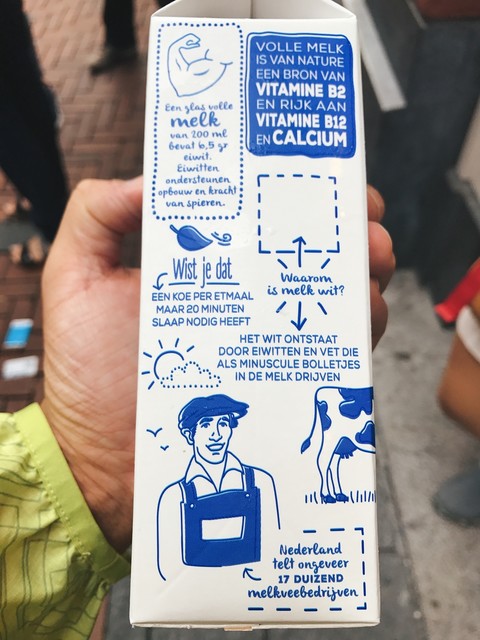 Een glas volle
melk
van 200 ml
bevat 6,5 gr
eiwit.
Eiwitten
ondersteunen
opbouw en kracht
van spieren.
VOLLE MELK
IS VAN NATURE
EEN BRON VAN
VITAMINE B2
EN RIJK AAN
VITAMINE B12
EN CALCIUM
Wist je dat
EEN KOE PER ETMAAL
MAAR 20 MINUTEN
SLAAP NODIG HEEFT
Waarom
is melk wit?
HET WIT ONTSTAAT
DOOR EIWITTEN EN VET DIE
ALS MINUSCULE BOLLETJES
IN DE MELK DRIJVEN
Nederland
telt ongeveer
17 DUIZEND
melkveebedrijven